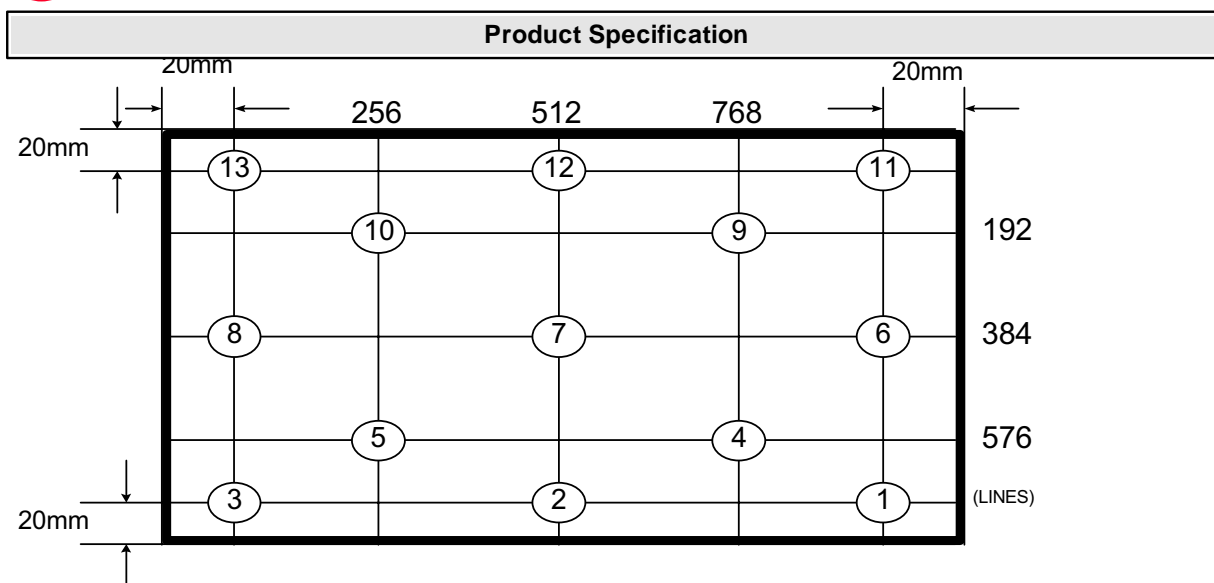 Product Specification
20mm 20mm
256 512 768
20mm
13 12 11
10 9 192
8 7 6 384
5 4 576
3 2 1 (LINES)
20mm